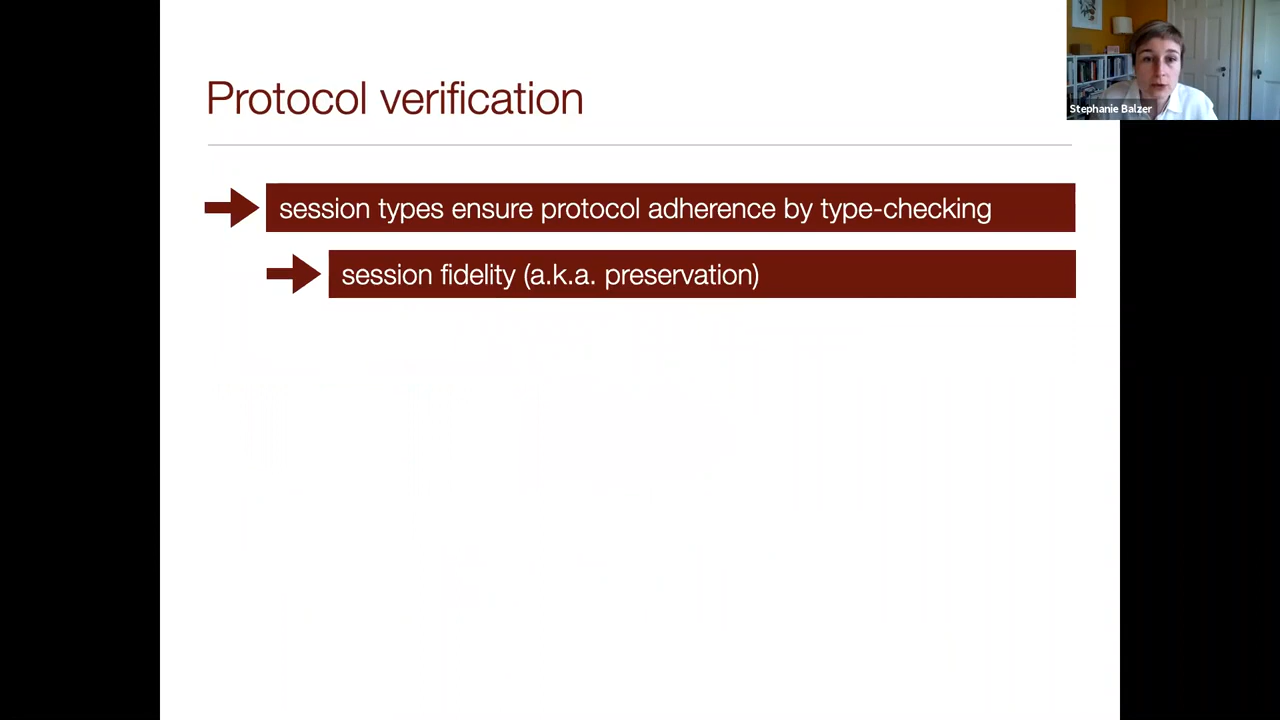 Protocol verification
Stephanie Balzer
session types ensure protocol adherence by type-checking
session fidelity (a.k.a. preservation)